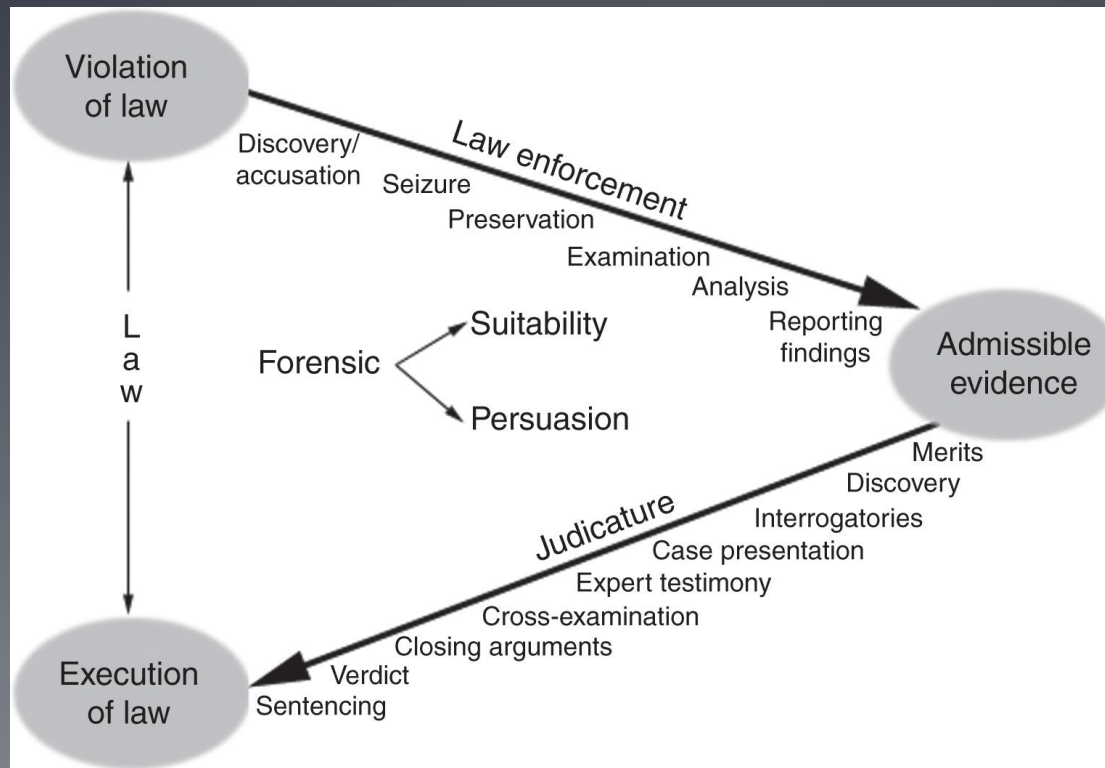 Violation
of law
Law enforcement
Discovery/
accusation
Seizure
Preservation
Examination
Analysis
Reporting
findings
Admissible
evidence
L
a
w
Forensic
Suitability
Persuasion
Merits
Discovery
Interrogatories
Judicature
Case presentation
Expert testimony
Cross-examination
Closing arguments
Verdict
Sentencing
Execution
of law